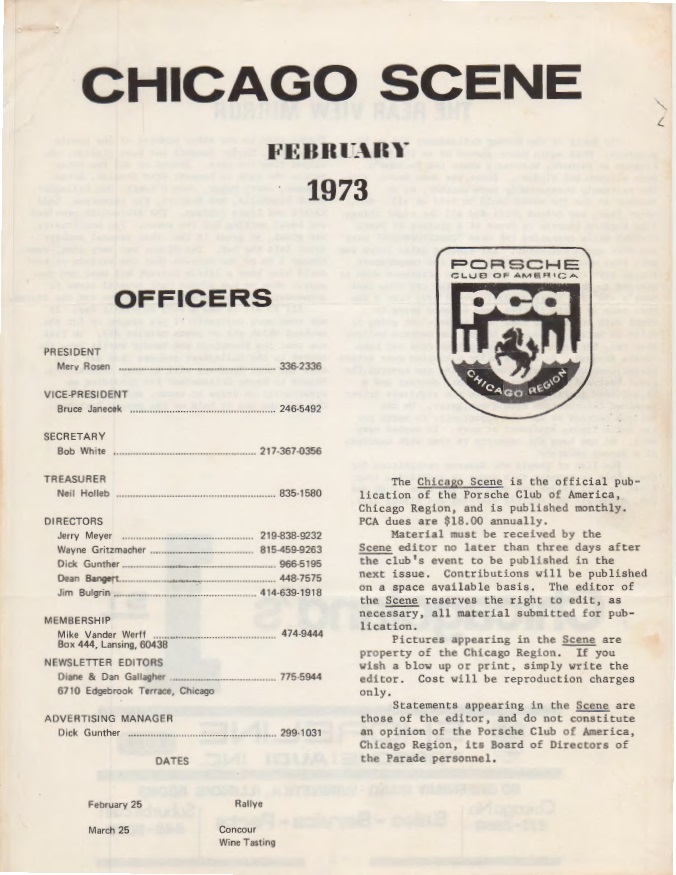 CHICAGO SCENE
FEBRUARY
1973
OFFICERS
PRESIDENT
Merv Rosen ........ 336-2336
VICE-PRESIDENT
Bruce Janecek ........ 246-5492
SECRETARY
Bob White ........ 217-367-0356
TREASURER
Neil Holleb ........ 835-1580
DIRECTORS
Jerry Meyer ........ 219-838-9232
Wayne Gritzmacher ........ 815-459-9263
Dick Gunther ........ 966-5195
Dean Bangert ........ 448-7575
Jim Bulgrin ........ 414-639-1918
MEMBERSHIP
Mike Vander Werff ........ 474-9444
Box 444, Lansing, 60438
NEWSLETTER EDITORS
Diane & Dan Gallagher ........ 775-5944
6710 Edgebrook Terrace, Chicago
ADVERTISING MANAGER
Dick Gunther ........ 299-1031
DATES
February 25 Rallye
March 25 Concour
Wine Tasting
PORSCHE
CLUB OF AMERICA
pca
CHICAGO REGION
The Chicago Scene is the official pub-
lication of the Porsche Club of America,
Chicago Region, and is published monthly.
PCA dues are $18.00 annually.
Material must be received by the
Scene editor no later than three days after
the club's event to be published in the
next issue. Contributions will be published
on a space available basis. The editor of
the Scene reserves the right to edit, as
necessary, all material submitted for pub-
lication.
Pictures appearing in the Scene are
property of the Chicago Region. If you
wish a blow up or print, simply write the
editor. Cost will be reproduction charges
only.
Statements appearing in the Scene are
those of the editor, and do not constitute
an opinion of the Porsche Club of America,
Chicago Region, its Board of Directors of
the Parade personnel.